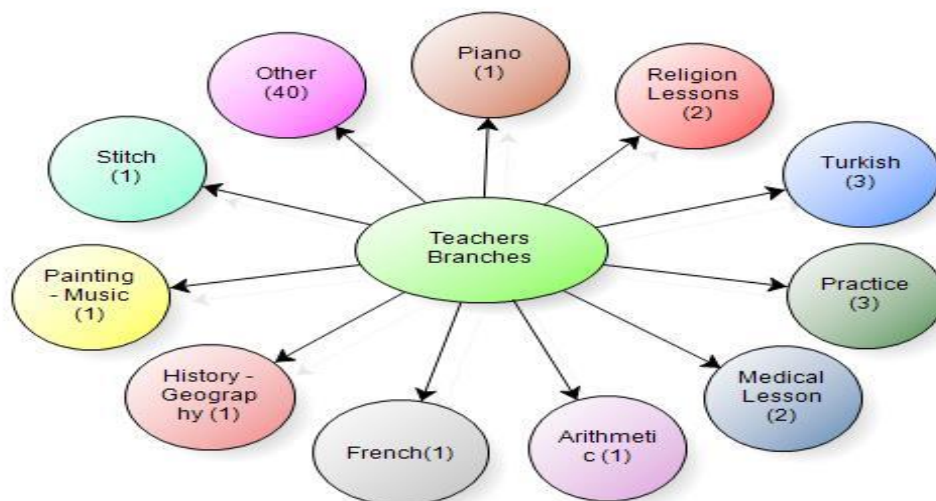 Teachers
Branches
Piano
(1)
Religion
Lessons
(2)
Turkish
(3)
Practice
(3)
Medical
Lesson
(2)
Arithmeti
c (1)
French(1)
History -
Geograp
hy (1)
Painting
- Music
(1)
Stitch
(1)
Other
(40)